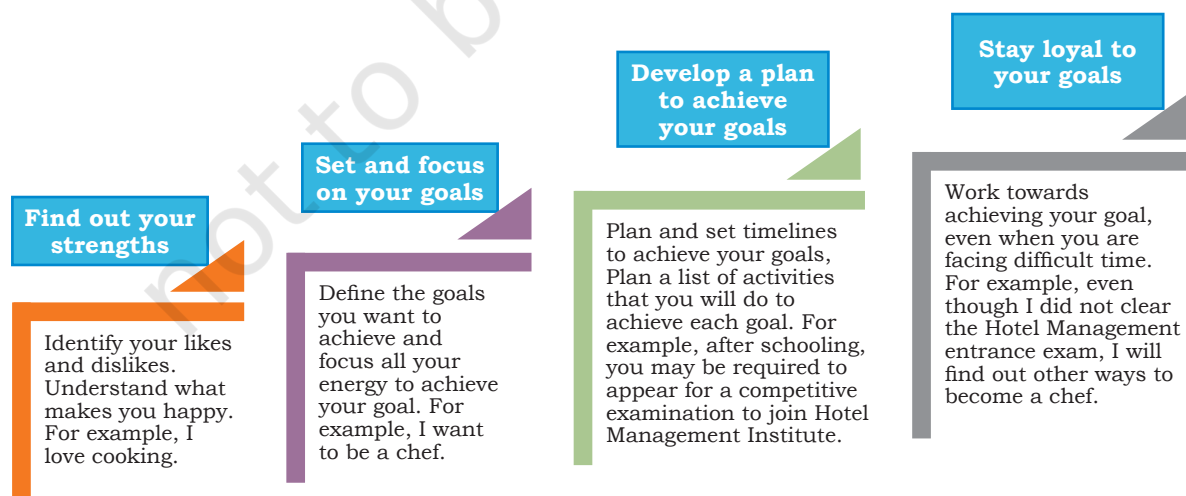 Find out your
strengths
Identify your likes
and dislikes.
Understand what
makes you happy.
For example, I
love cooking.
Set and focus
on your goals
Define the goals
you want to
achieve and
focus all your
energy to achieve
your goal. For
example, I want
to be a chef.
Develop a plan
to achieve
your goals
Plan and set timelines
to achieve your goals,
Plan a list of activities
that you will do to
achieve each goal. For
example, after schooling,
you may be required to
appear for a competitive
examination to join Hotel
Management Institute.
Stay loyal to
your goals
Work towards
achieving your goal,
even when you are
facing difficult time.
For example, even
though I did not clear
the Hotel Management
entrance exam, I will
find out other ways to
become a chef.
not to b